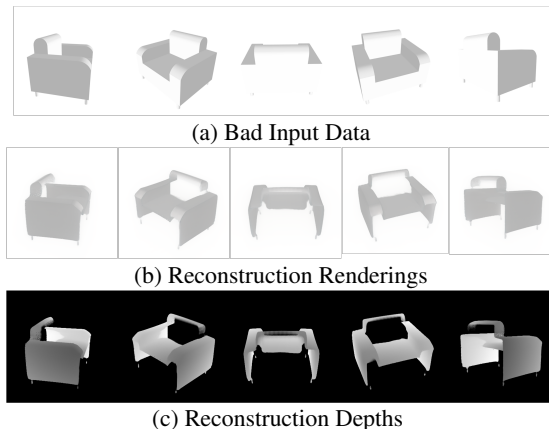 (a) Bad Input Data
(b) Reconstruction Renderings
(c) Reconstruction Depths